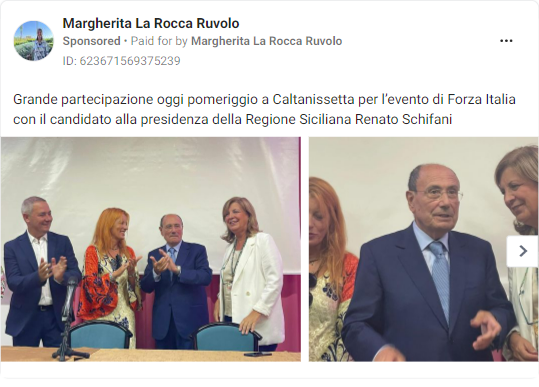 Margherita La Rocca Ruvolo
Sponsored • Paid for by Margherita La Rocca Ruvolo
ID: 623671569375239
Grande partecipazione oggi pomeriggio a Caltanissetta per l'evento di Forza Italia
con il candidato alla presidenza della Regione Siciliana Renato Schifani